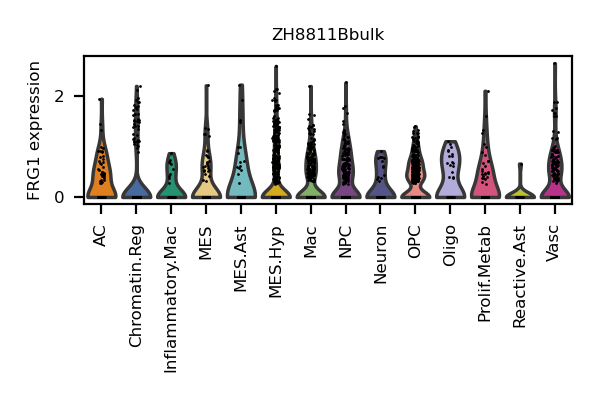 ZH8811Bbulk
FRG1 expression
2
0
AC
Chromatin.Reg
Inflammatory.Mac
MES
MES.Ast
MES.Hyp
Mac
NPC
Neuron
OPC
Oligo
Prolif.Metab
Reactive.Ast
Vasc